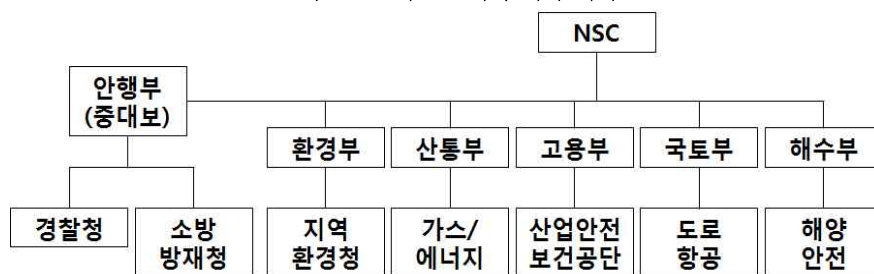 NSC
안행부
(중대보)
환경부
산통부
고용부
국토부
해수부
경찰청
소방
방재청
지역
환경청
가스/
에너지
산업안전
보건공단
도로
항공
해양
안전